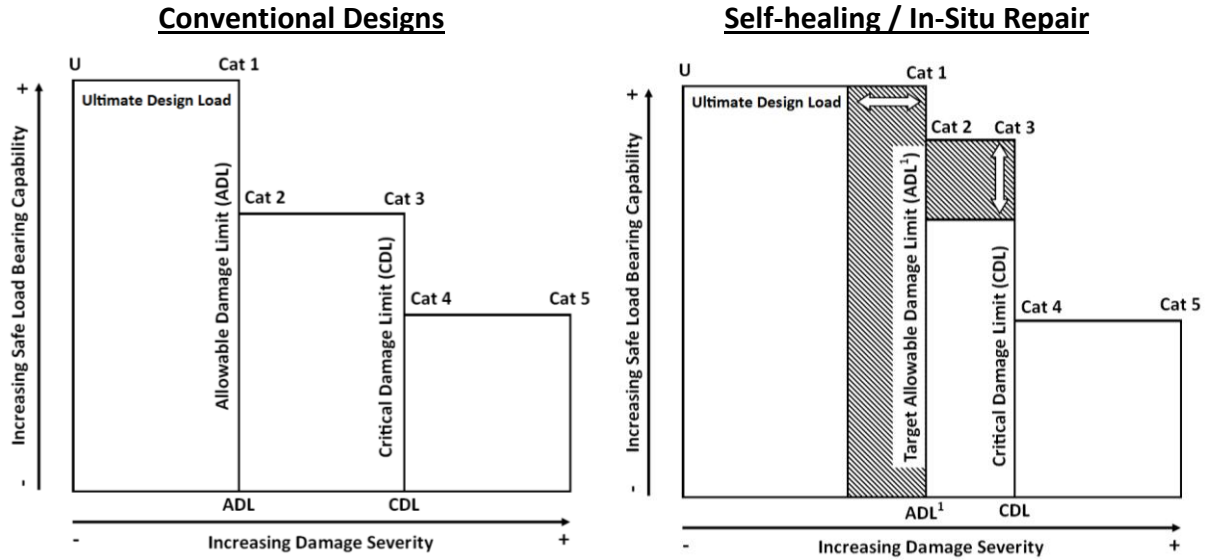 Conventional Designs
U
Cat 1
+
Ultimate Design Load
Increasing Safe Load Bearing Capability
Allowable Damage Limit (ADL)
Cat 2
Cat 3
Critical Damage Limit (CDL)
Cat 4
Cat 5
-
ADL
CDL
-
Increasing Damage Severity
+
Self-healing / In-Situ Repair
U
Cat 1
+
Ultimate Design Load
Increasing Safe Load Bearing Capability
Target Allowable Damage Limit (ADL¹)
Cat 2
Cat 3
Critical Damage Limit (CDL)
Cat 4
Cat 5
-
ADL¹
CDL
-
Increasing Damage Severity
+